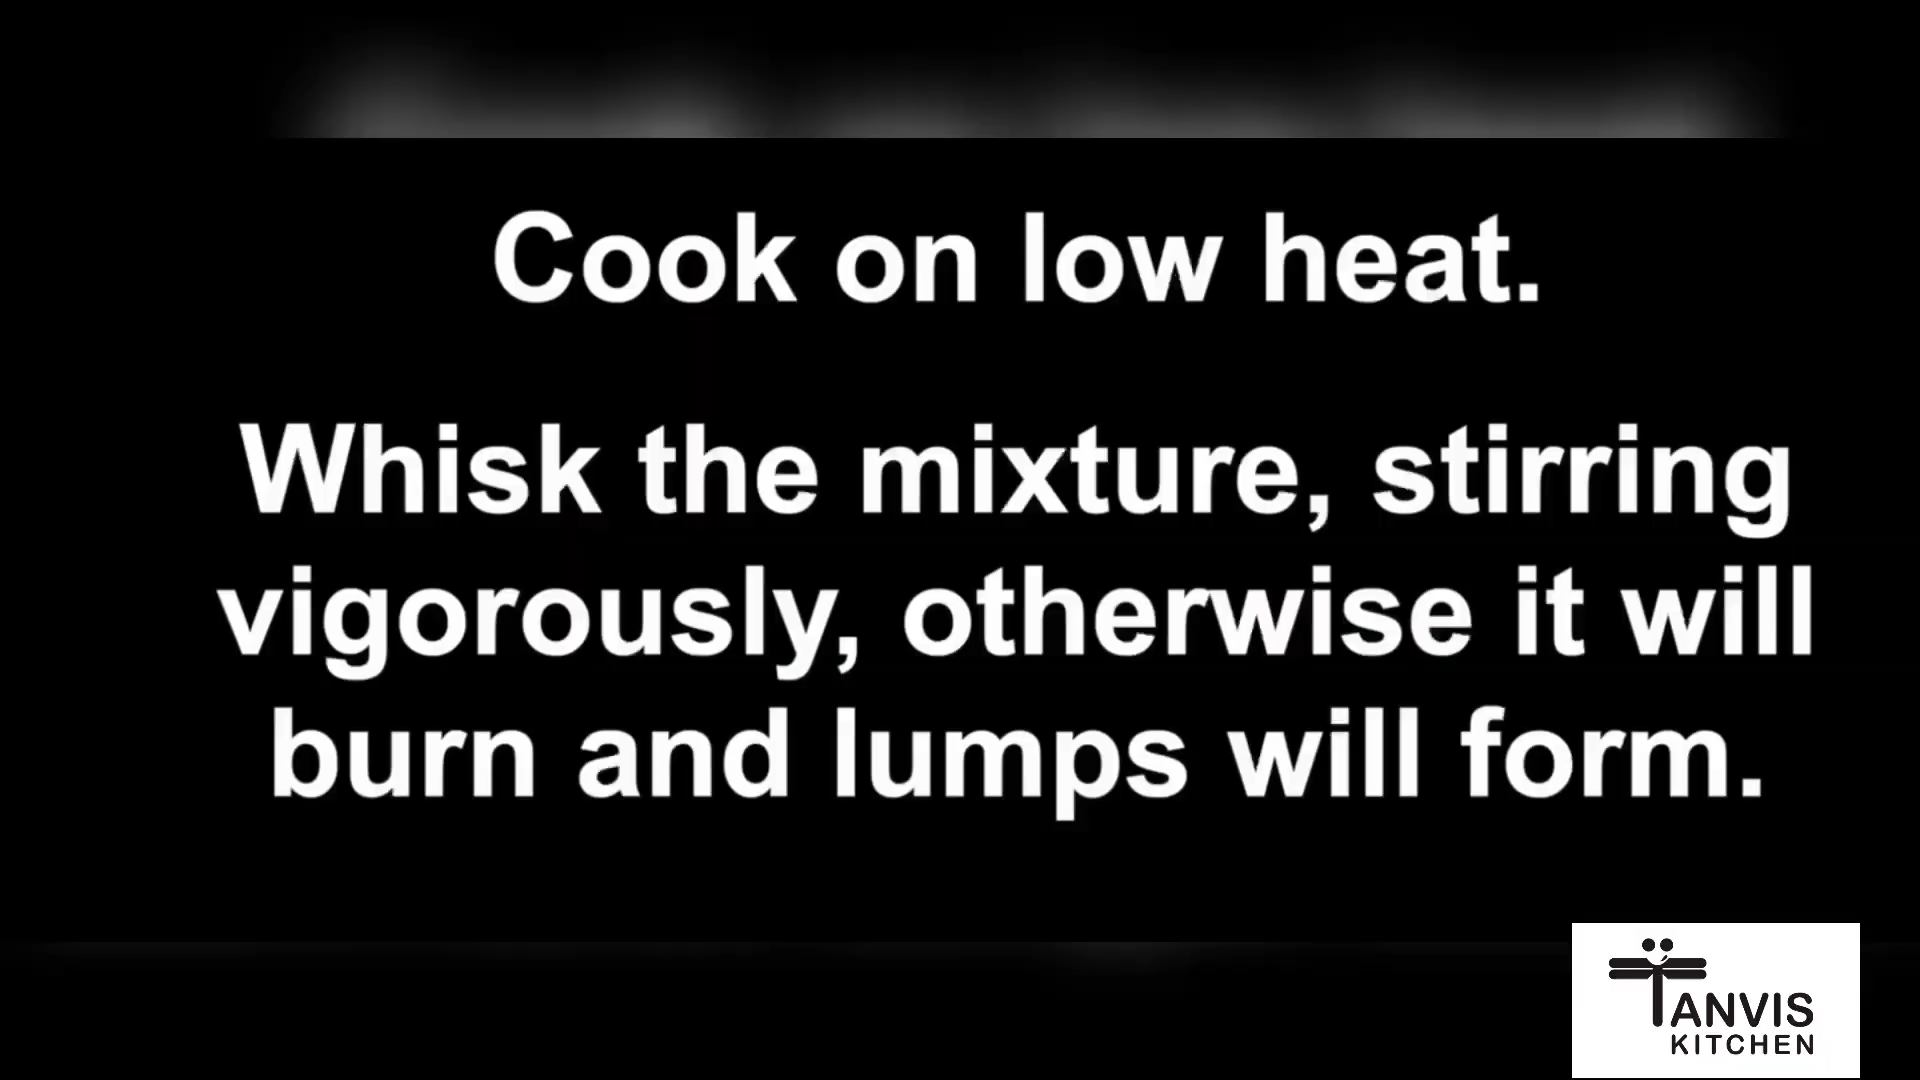 Cook on low heat.
Whisk the mixture, stirring
vigorously, otherwise it will
burn and lumps will form.
TANVIS
KITCHEN